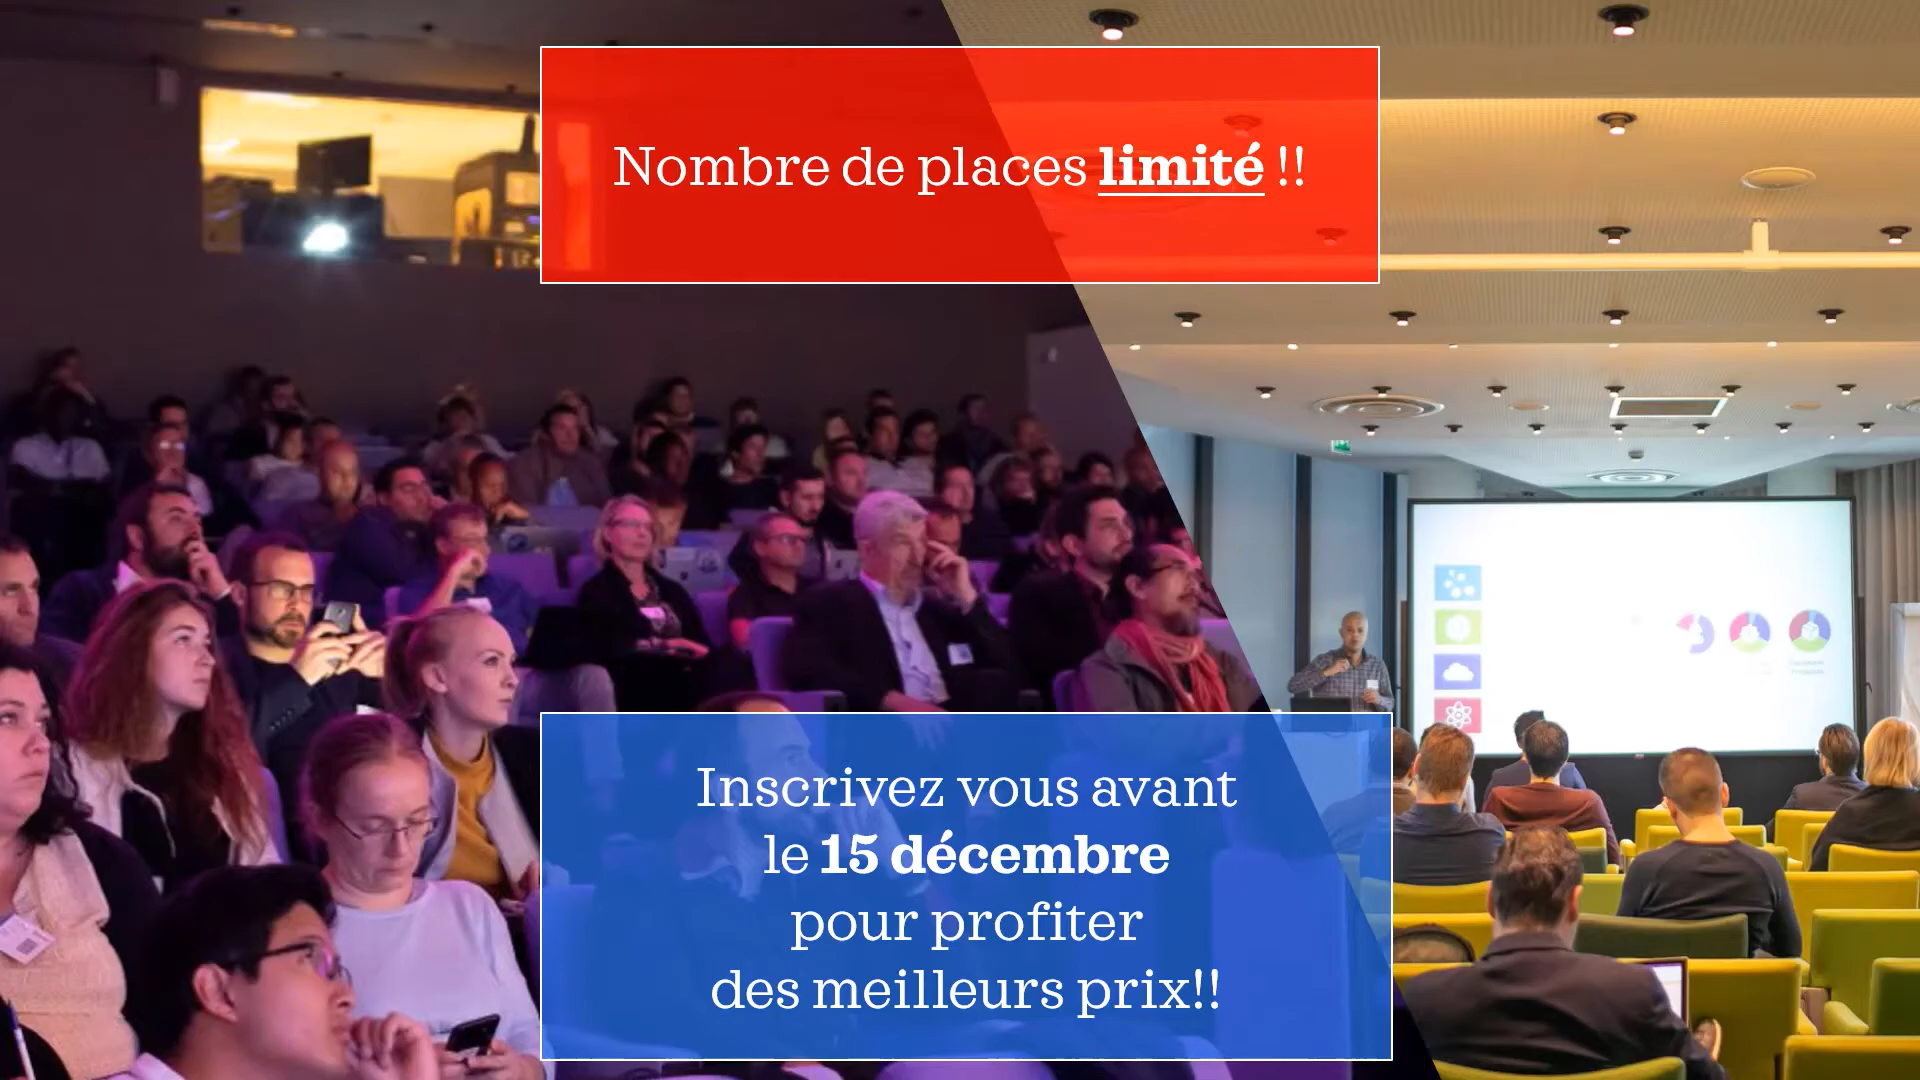 Nombre de places limité !!
Inscrivez vous avant
le 15 décembre
pour profiter
des meilleurs prix!!